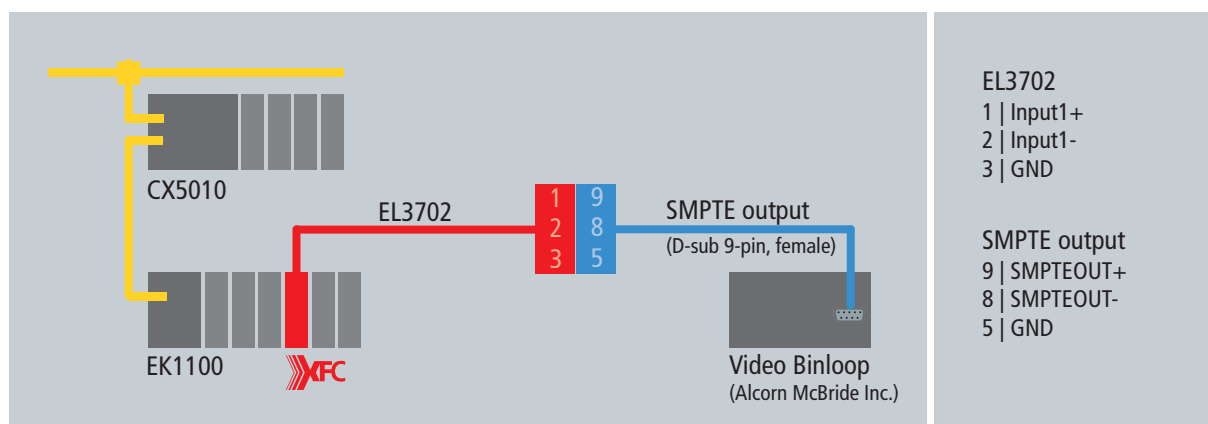 CX5010
EL3702
1 9
2 8
3 5
SMPTE output
(D-sub 9-pin, female)
EK1100
XFC
Video Binloop
(Alcorn McBride Inc.)
EL3702
1 | Input1+
2 | Input1-
3 | GND
SMPTE output
9 | SMPTEOUT+
8 | SMPTEOUT-
5 | GND